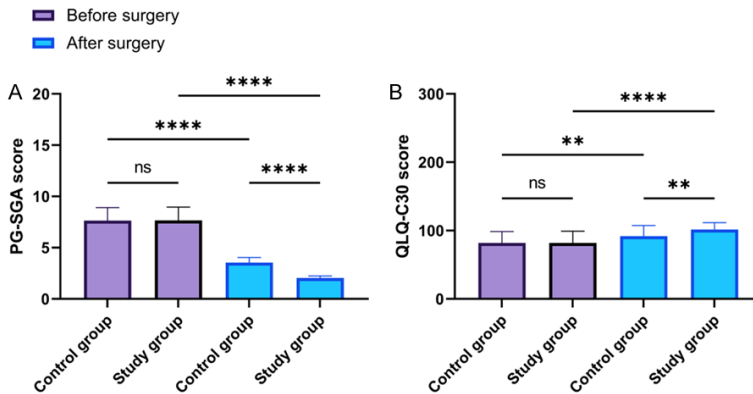 Before surgery
After surgery
A
PG-SGA score
20
15
10
5
0
****
****
ns
****
Control group
Study group
Control group
Study group
B
QLQ-C30 score
300
200
100
0
****
**
ns
**
Control group
Study group
Control group
Study group